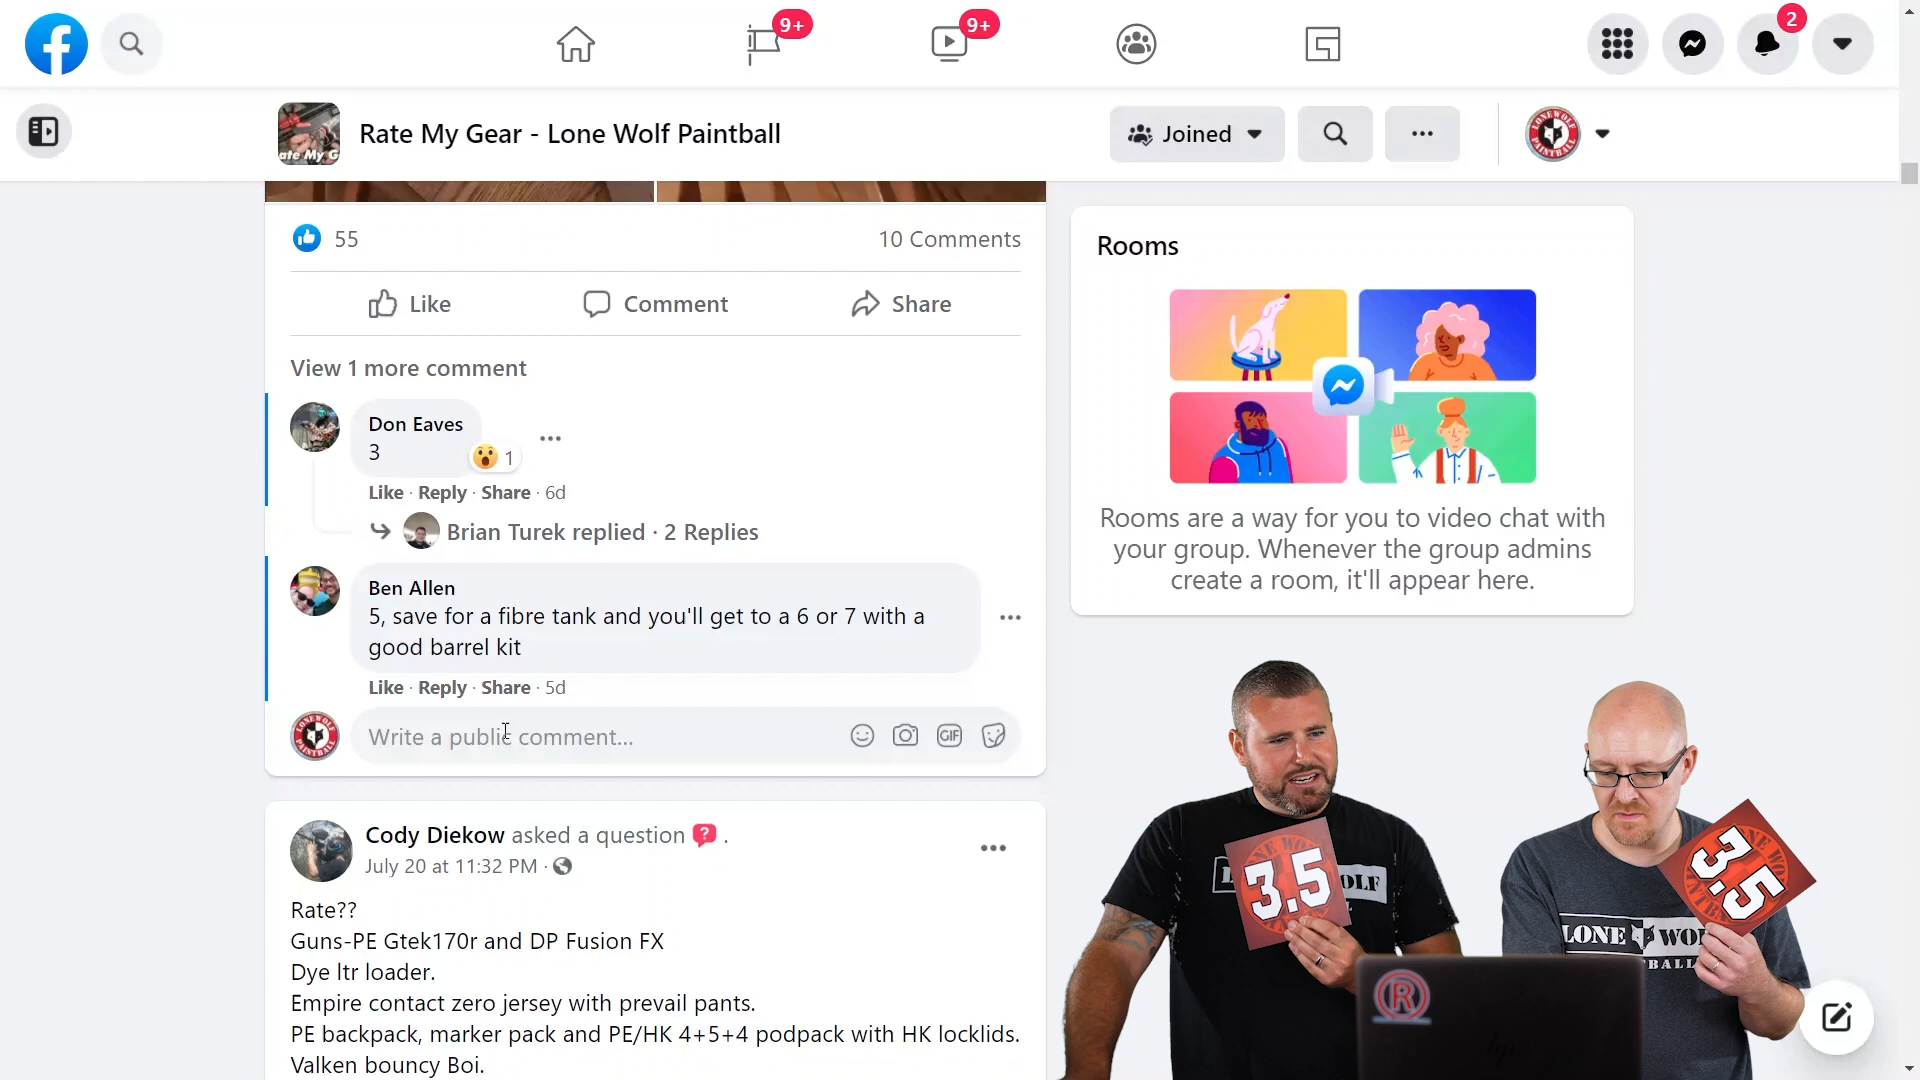 9+
9+
2
Rate My Gear - Lone Wolf Paintball
Joined
55
10 Comments
Like
Comment
Share
View 1 more comment
Don Eaves
3
1
Like · Reply · Share · 6d
Brian Turek replied · 2 Replies
Ben Allen
5, save for a fibre tank and you'll get to a 6 or 7 with a
good barrel kit
Like · Reply · Share · 5d
Write a public comment...
GIF
Cody Diekow asked a question ? .
July 20 at 11:32 PM ·
Rate??
Guns-PE Gtek170r and DP Fusion FX
Dye ltr loader.
Empire contact zero jersey with prevail pants.
PE backpack, marker pack and PE/HK 4+5+4 podpack with HK locklids.
Valken bouncy Boi.
Rooms
Rooms are a way for you to video chat with
your group. Whenever the group admins
create a room, it'll appear here.
3.5
3.5
LONE
R
hp